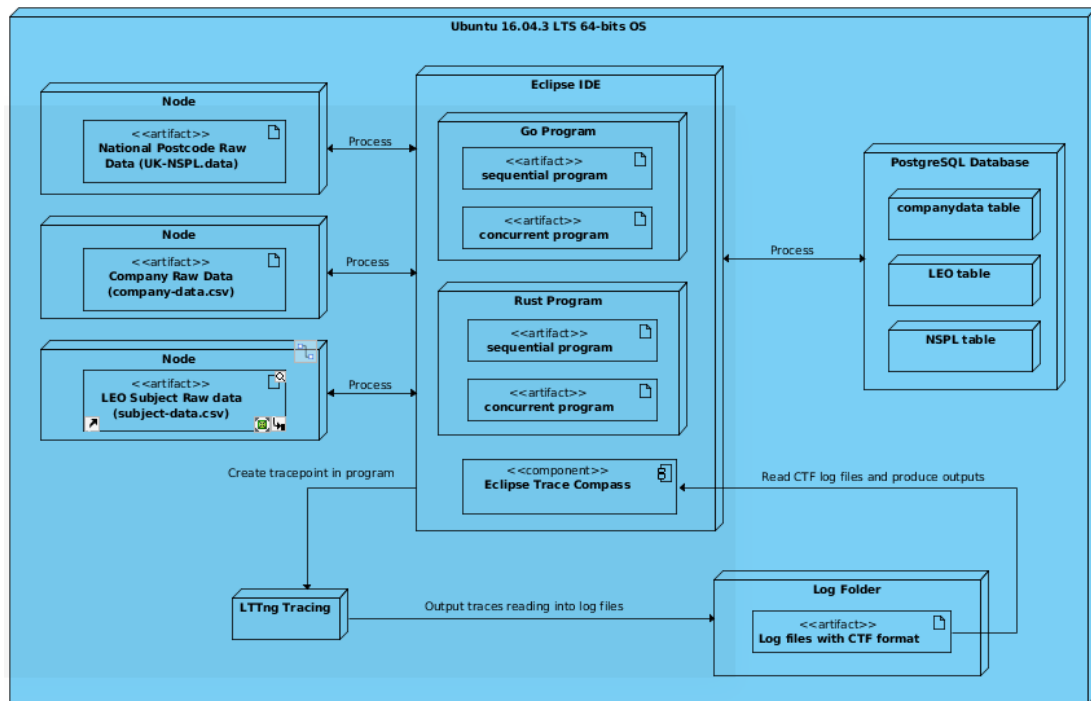 Ubuntu 16.04.3 LTS 64-bits OS
Node
<<artifact>>
National Postcode Raw
Data (UK-NSPL.data)
Process
Node
<<artifact>>
Company Raw Data
(company-data.csv)
Process
Node
<<artifact>>
LEO Subject Raw data
(subject-data.csv)
Process
Eclipse IDE
Go Program
<<artifact>>
sequential program
<<artifact>>
concurrent program
Rust Program
<<artifact>>
sequential program
<<artifact>>
concurrent program
<<component>>
Eclipse Trace Compass
Process
PostgreSQL Database
companydata table
LEO table
NSPL table
Create tracepoint in program
Read CTF log files and produce outputs
LTTng Tracing
Output traces reading into log files
Log Folder
<<artifact>>
Log files with CTF format